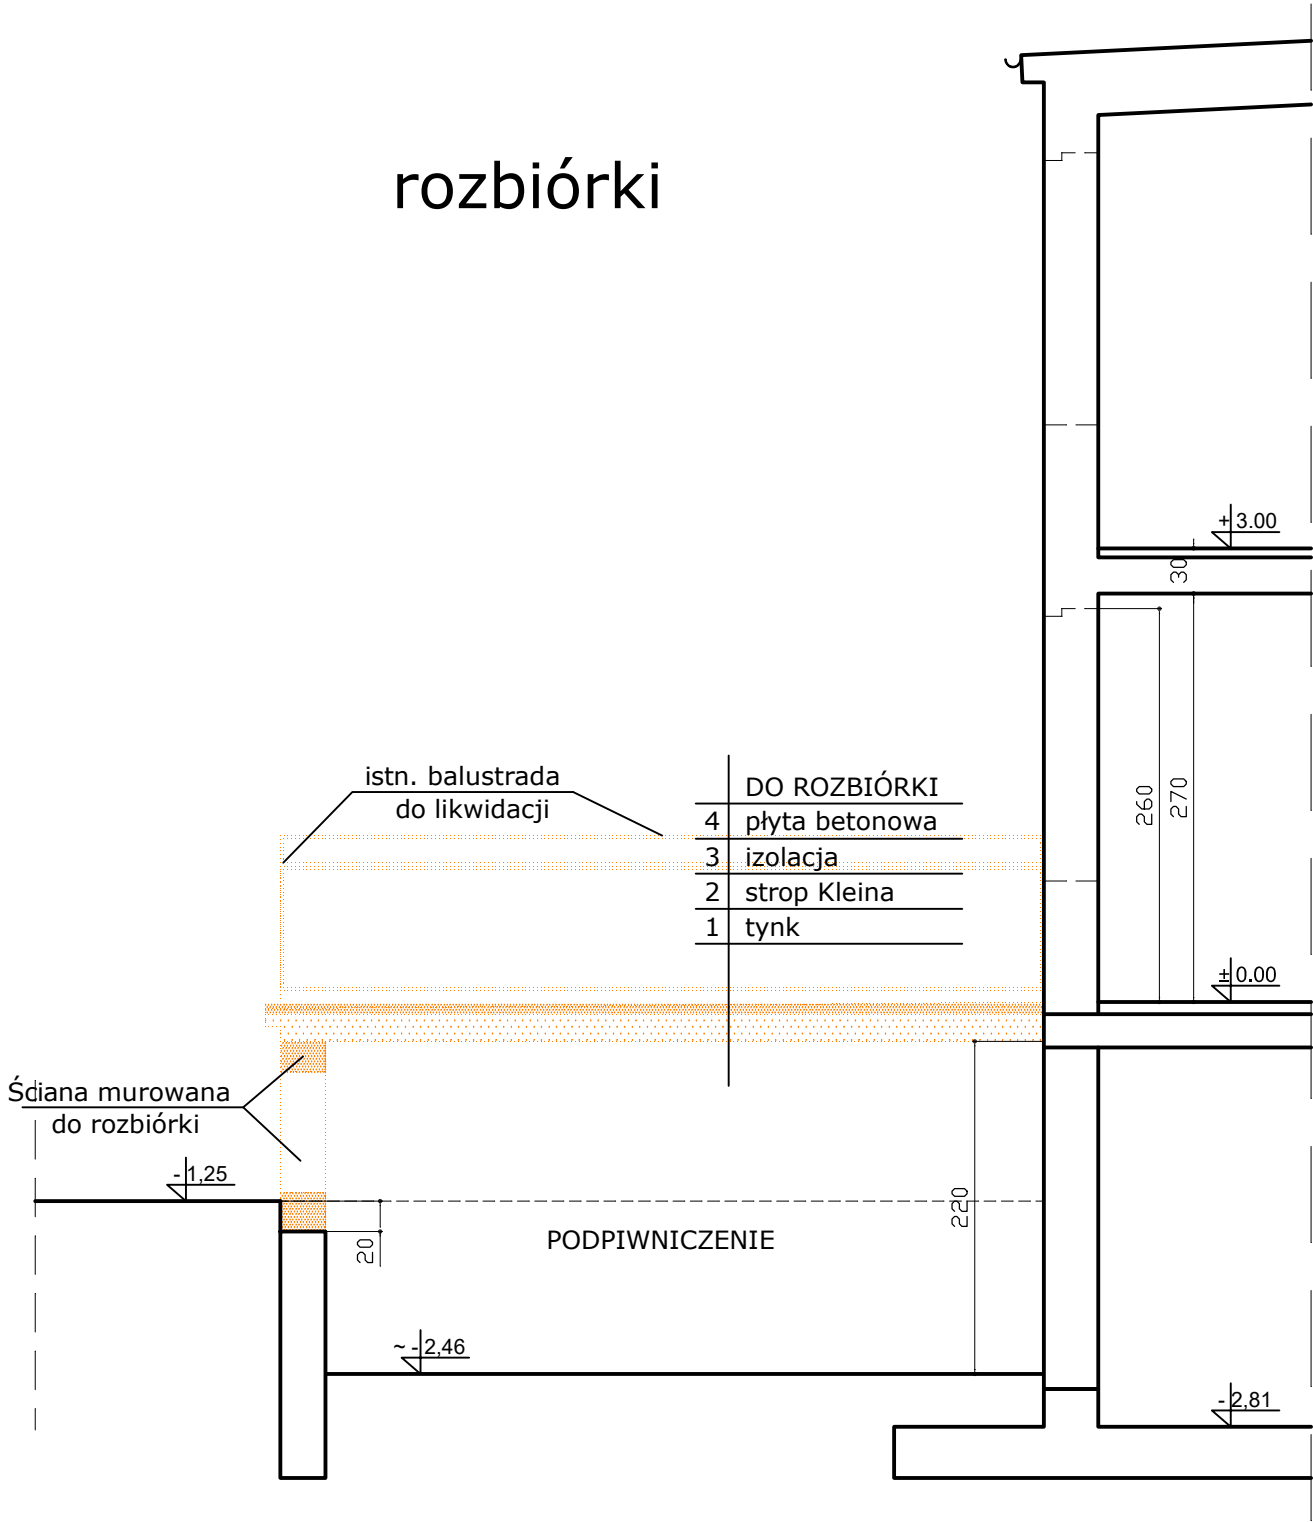 rozbiórki
+ 3.00
30
istn. balustrada
do likwidacji
DO ROZBIÓRKI
4 płyta betonowa
3 izolacja
2 strop Kleina
1 tynk
260
270
± 0.00
Ściana murowana
do rozbiórki
- 1,25
20
PODPIWNICZENIE
220
~ - 2,46
- 2,81